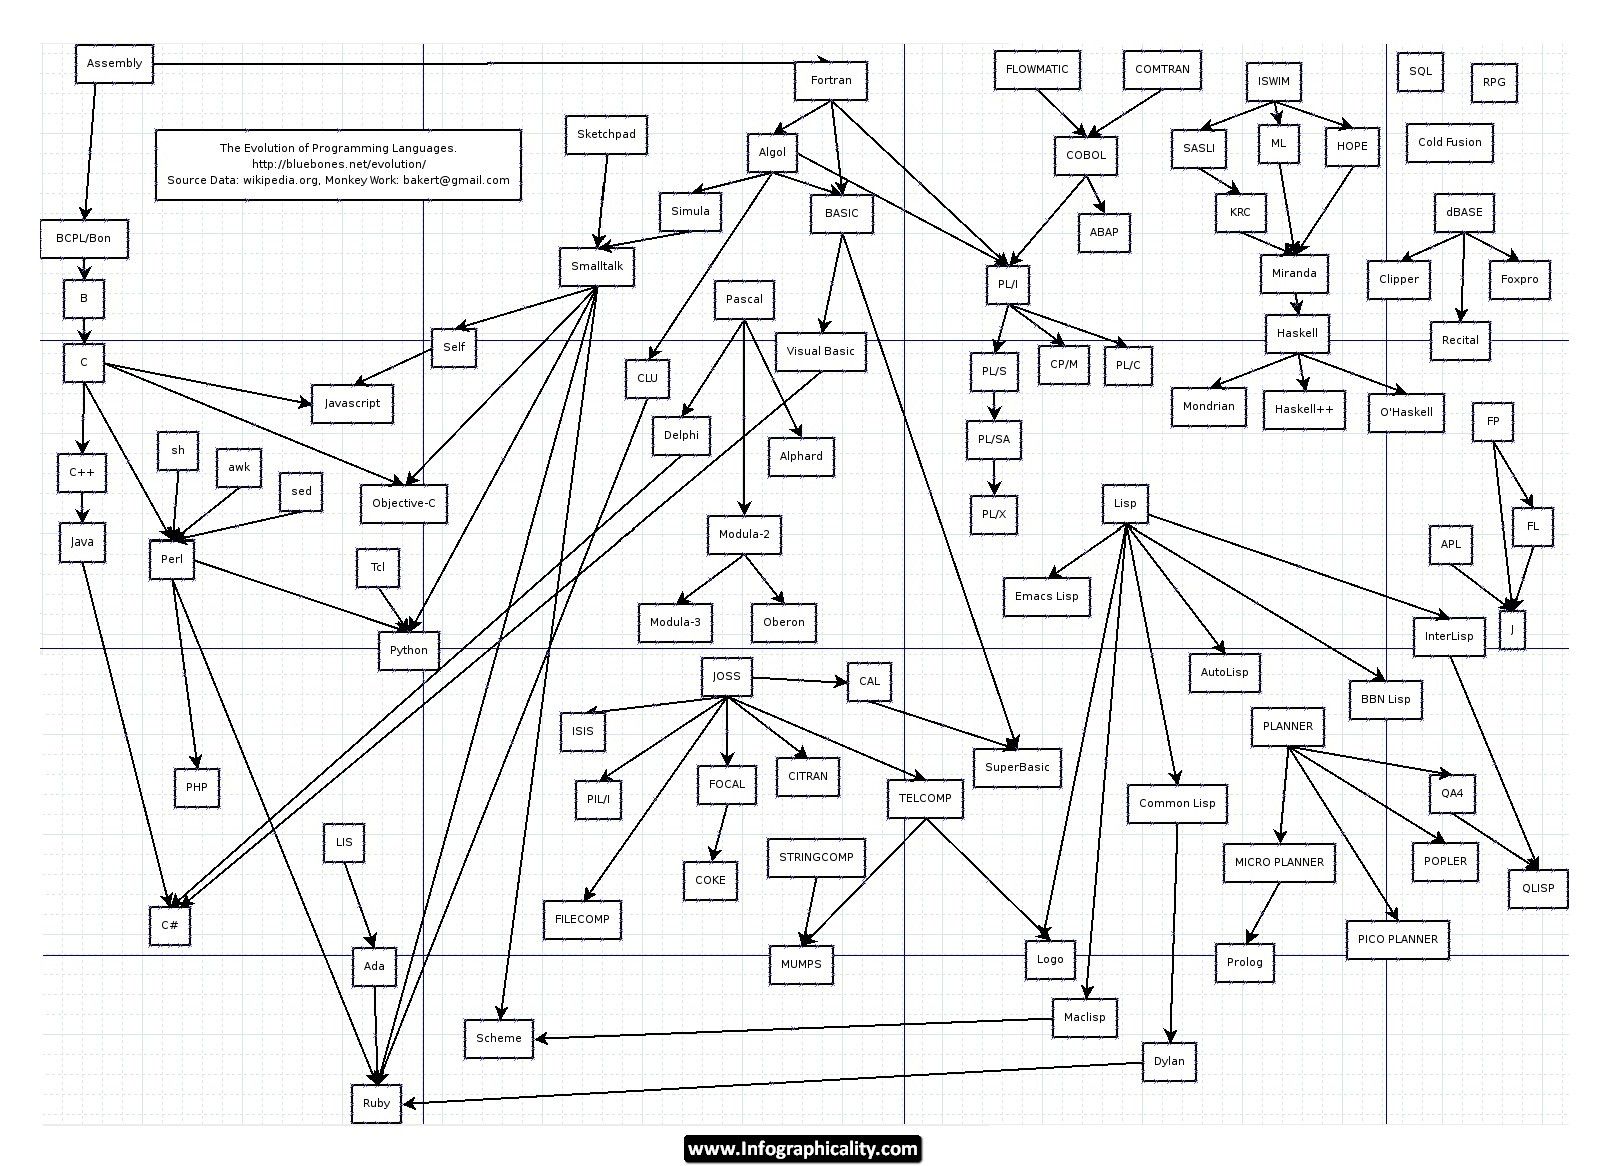 Assembly
Fortran
FLOWMATIC
COMTRAN
ISWIM
SQL
RPG
The Evolution of Programming Languages.
http://bluebones.net/evolution/
Source Data: wikipedia.org, Monkey Work: bakert@gmail.com
Sketchpad
Algol
COBOL
SASLI
ML
HOPE
Cold Fusion
BCPL/Bon
Simula
BASIC
ABAP
KRC
dBASE
Smalltalk
B
Pascal
PL/I
Miranda
Clipper
Foxpro
C
Self
CLU
Visual Basic
PL/S
CP/M
PL/C
Haskell
Recital
Javascript
Mondrian
Haskell++
O'Haskell
FP
C++
sh
awk
sed
Objective-C
Delphi
Alphard
PL/SA
Java
Perl
Tcl
Modula-2
PL/X
Lisp
APL
FL
Python
Modula-3
Oberon
Emacs Lisp
InterLisp
J
JOSS
CAL
AutoLisp
BBN Lisp
ISIS
PLANNER
PHP
PIL/I
FOCAL
CITRAN
TELCOMP
SuperBasic
Common Lisp
QA4
LIS
COKE
STRINGCOMP
MICRO PLANNER
POPLER
QLISP
C#
FILECOMP
PICO PLANNER
Ada
MUMPS
Logo
Prolog
Scheme
Maclisp
Dylan
Ruby
www.Infographicality.com